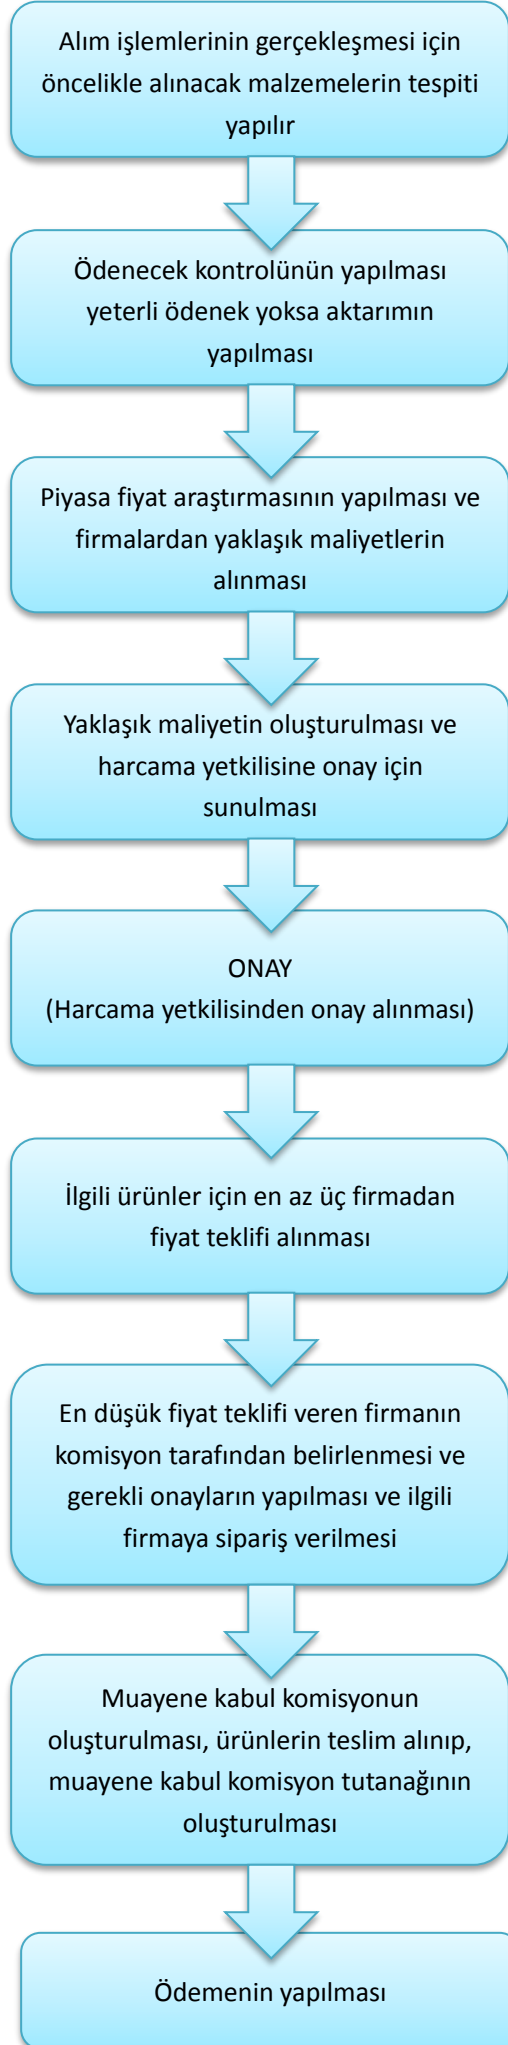 Alım işlemlerinin gerçekleşmesi için
öncelikle alınacak malzemelerin tespiti
yapılır
Ödenecek kontrolünün yapılması
yeterli ödenek yoksa aktarımın
yapılması
Piyasa fiyat araştırmasının yapılması ve
firmalardan yaklaşık maliyetlerin
alınması
Yaklaşık maliyetin oluşturulması ve
harcama yetkilisine onay için
sunulması
ONAY
(Harcama yetkilisinden onay alınması)
İlgili ürünler için en az üç firmadan
fiyat teklifi alınması
En düşük fiyat teklifi veren firmanın
komisyon tarafından belirlenmesi ve
gerekli onayların yapılması ve ilgili
firmaya sipariş verilmesi
Muayene kabul komisyonun
oluşturulması, ürünlerin teslim alınıp,
muayene kabul komisyon tutanağının
oluşturulması
Ödemenin yapılması